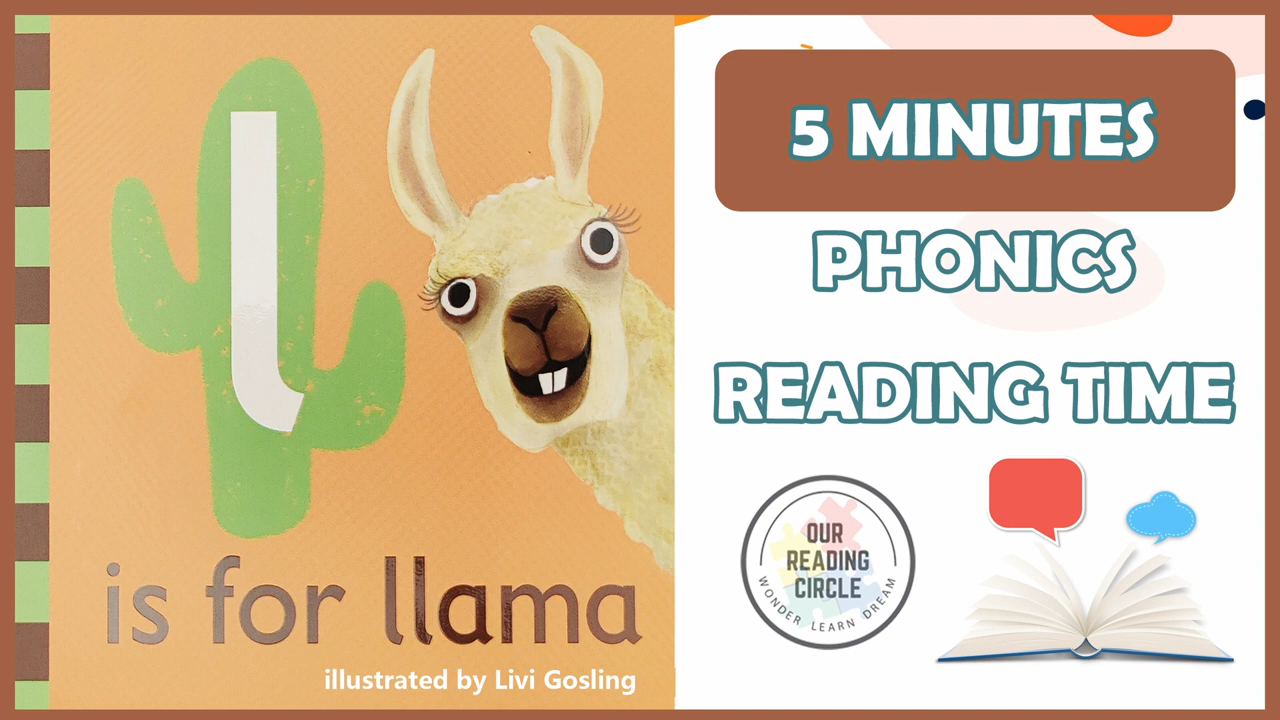 l
is for llama
illustrated by Livi Gosling
5 MINUTES
PHONICS
READING TIME
OUR
READING
CIRCLE
WONDER LEARN DREAM